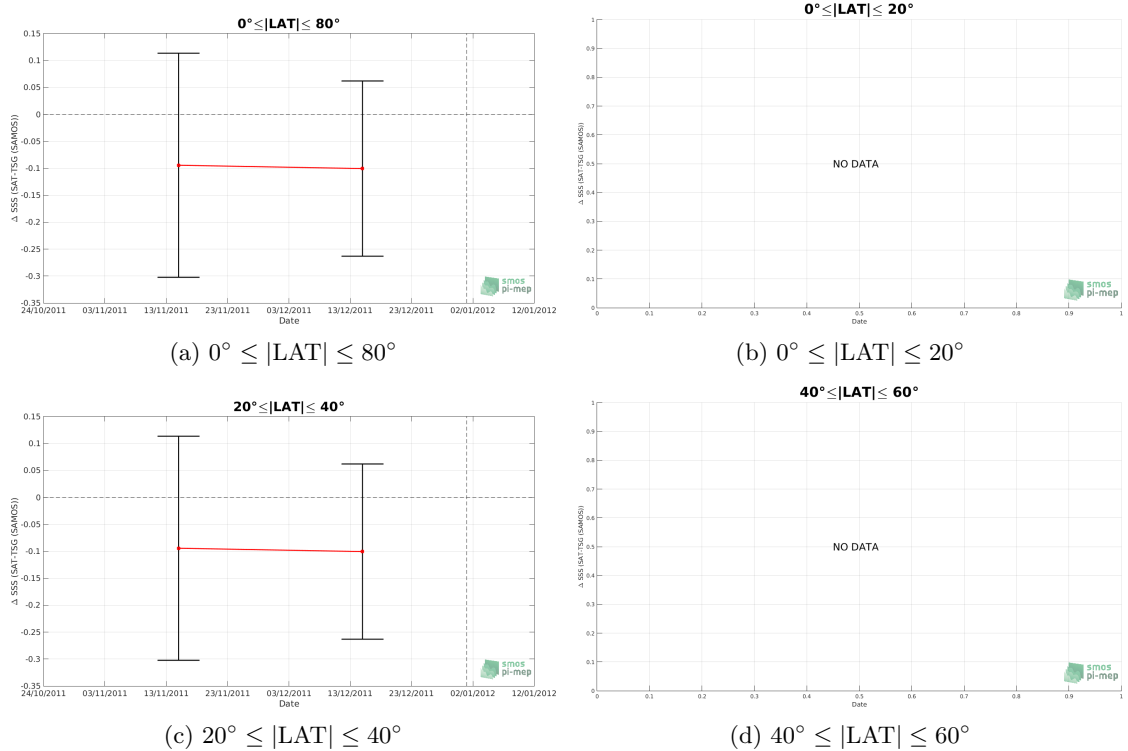 0°≤|LAT|≤ 80°
0.15
0.1
0.05
0
-0.05
-0.1
-0.15
-0.2
-0.25
-0.3
-0.35
Δ SSS (SAT-TSG (SAMOS))
24/10/2011 03/11/2011 13/11/2011 23/11/2011 03/12/2011 13/12/2011 23/12/2011 02/01/2012 12/01/2012
Date
smos
pi-mep
(a) 0° ≤ |LAT| ≤ 80°
0°≤|LAT|≤ 20°
1
0.9
0.8
0.7
0.6
0.5
0.4
0.3
0.2
0.1
0
Δ SSS (SAT-TSG (SAMOS))
NO DATA
0 0.1 0.2 0.3 0.4 0.5 0.6 0.7 0.8 0.9 1
Date
smos
pi-mep
(b) 0° ≤ |LAT| ≤ 20°
20°≤|LAT|≤ 40°
0.15
0.1
0.05
0
-0.05
-0.1
-0.15
-0.2
-0.25
-0.3
-0.35
Δ SSS (SAT-TSG (SAMOS))
24/10/2011 03/11/2011 13/11/2011 23/11/2011 03/12/2011 13/12/2011 23/12/2011 02/01/2012 12/01/2012
Date
smos
pi-mep
(c) 20° ≤ |LAT| ≤ 40°
40°≤|LAT|≤ 60°
1
0.9
0.8
0.7
0.6
0.5
0.4
0.3
0.2
0.1
0
Δ SSS (SAT-TSG (SAMOS))
NO DATA
0 0.1 0.2 0.3 0.4 0.5 0.6 0.7 0.8 0.9 1
Date
smos
pi-mep
(d) 40° ≤ |LAT| ≤ 60°